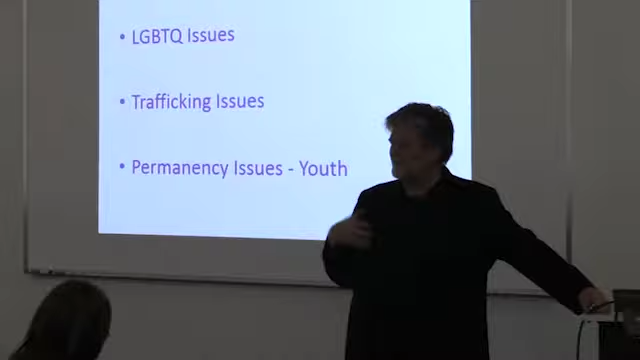 • LGBTQ Issues
• Trafficking Issues
• Permanency Issues - Youth